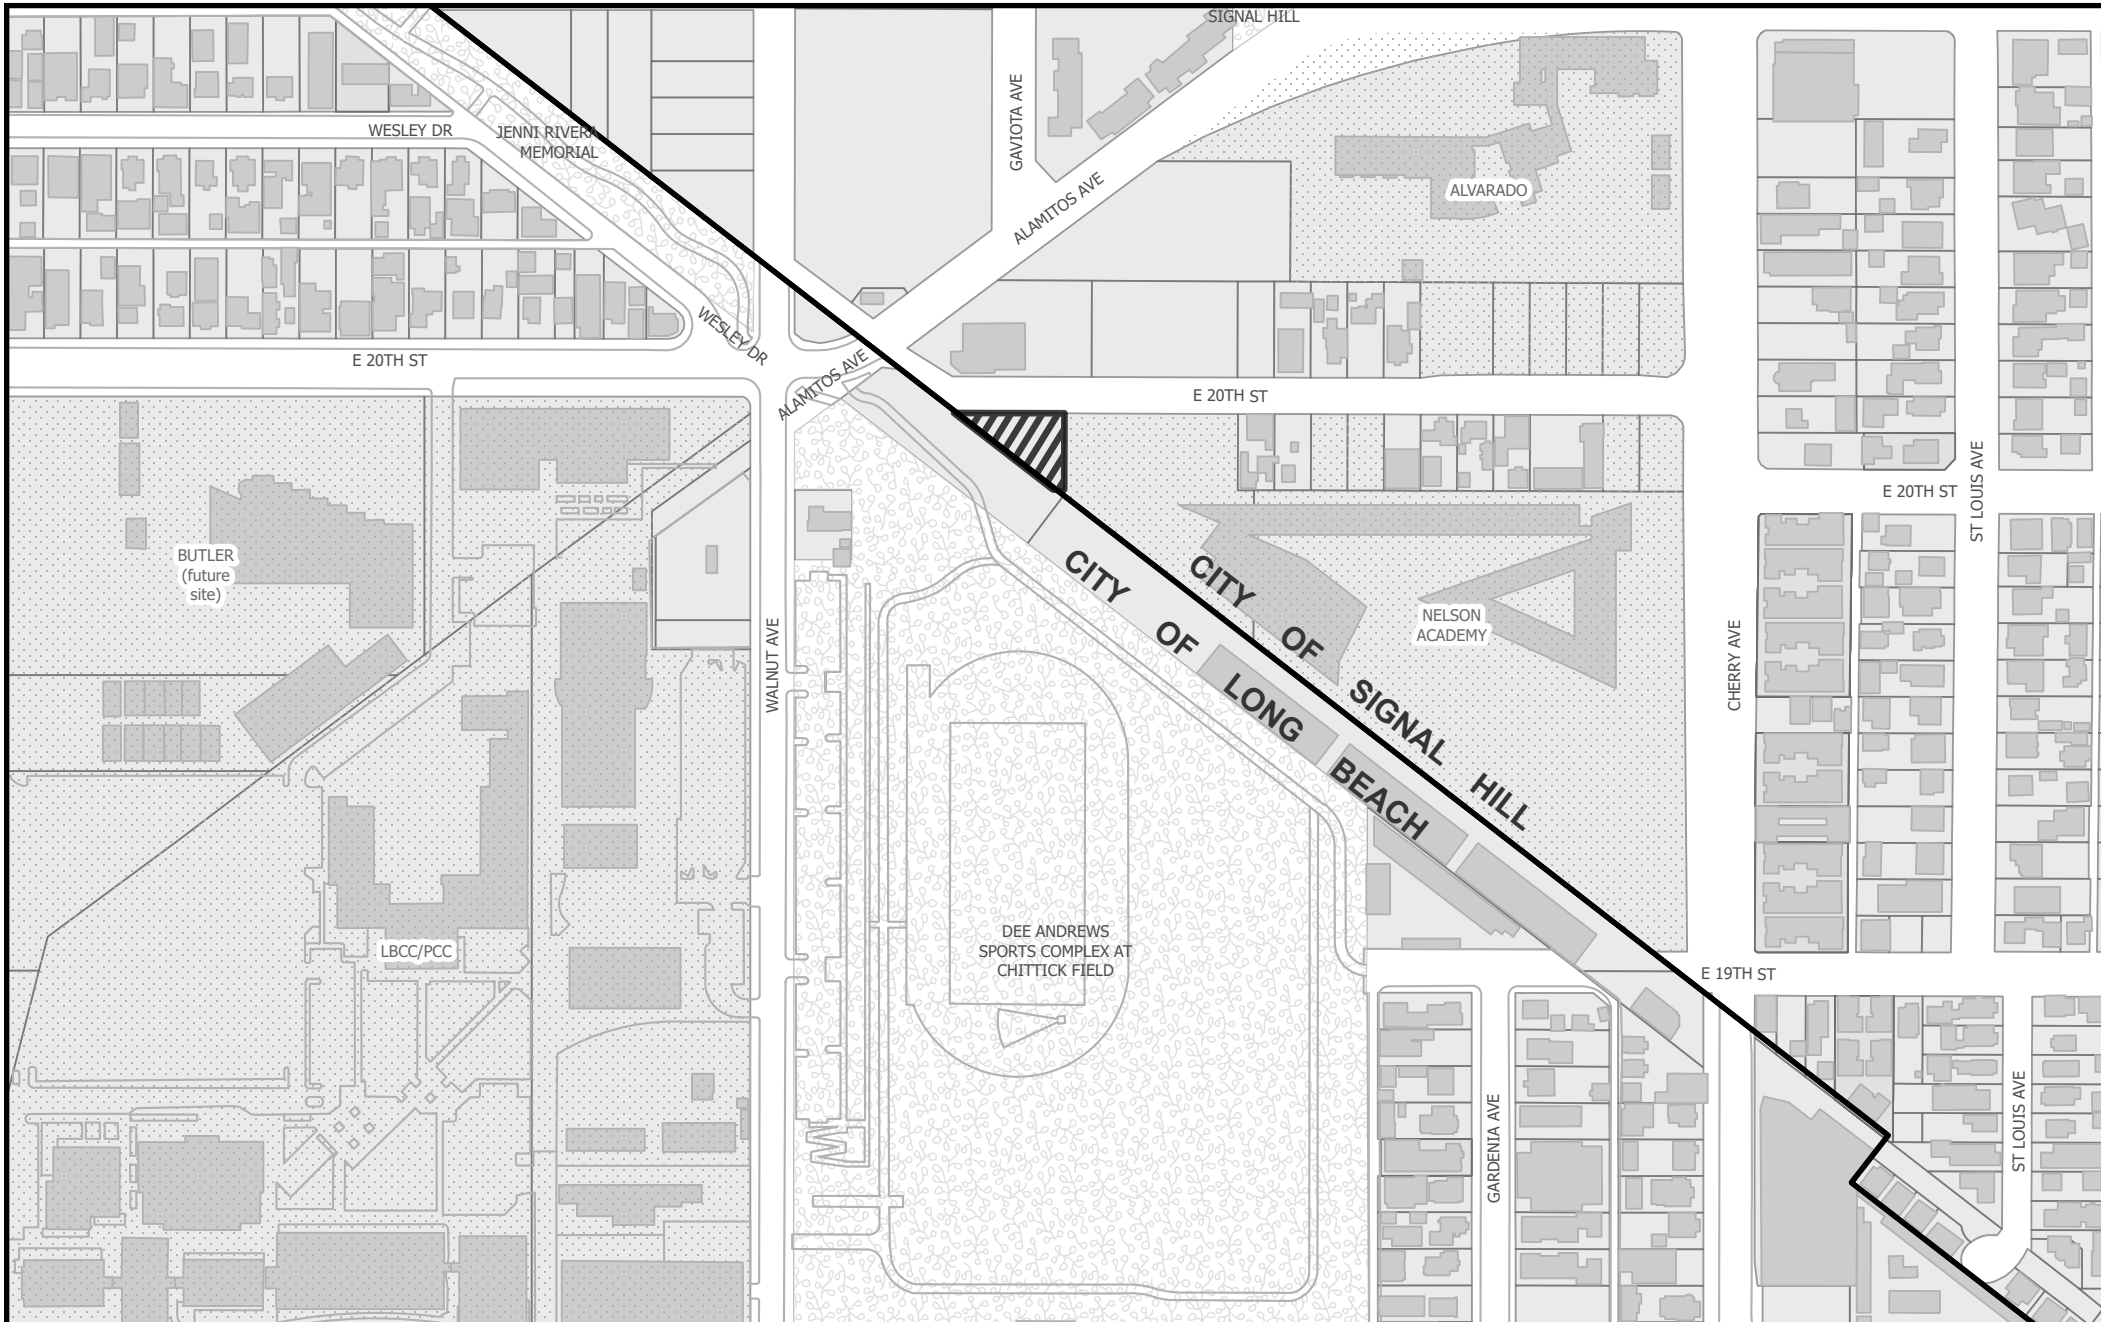 SIGNAL HILL
GAVIOTA AVE
WESLEY DR
JENNI RIVERA
MEMORIAL
ALAMITOS AVE
ALVARADO
WESLEY DR
E 20TH ST
ALAMITOS AVE
E 20TH ST
ST LOUIS AVE
E 20TH ST
BUTLER
(future
site)
CITY OF LONG BEACH
CITY OF SIGNAL HILL
NELSON
ACADEMY
WALNUT AVE
CHERRY AVE
DEE ANDREWS
SPORTS COMPLEX AT
CHITTICK FIELD
LBCC/PCC
E 19TH ST
GARDENIA AVE
ST LOUIS AVE